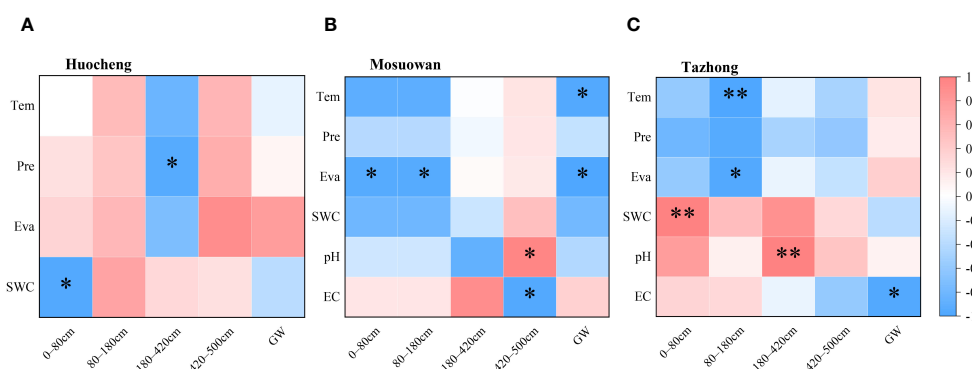 A
B
C
Huocheng
Mosuowan
Tazhong
Tem
Pre
Eva
SWC
*
*
0–80cm
80–180cm
180–420cm
420–500cm
GW
Tem
Pre
Eva
SWC
pH
EC
*
* * *
*
*
0–80cm
80–180cm
180–420cm
420–500cm
GW
Tem
Pre
Eva
SWC
pH
EC
**
*
**
**
*
0–80cm
80–180cm
180–420cm
420–500cm
GW
1